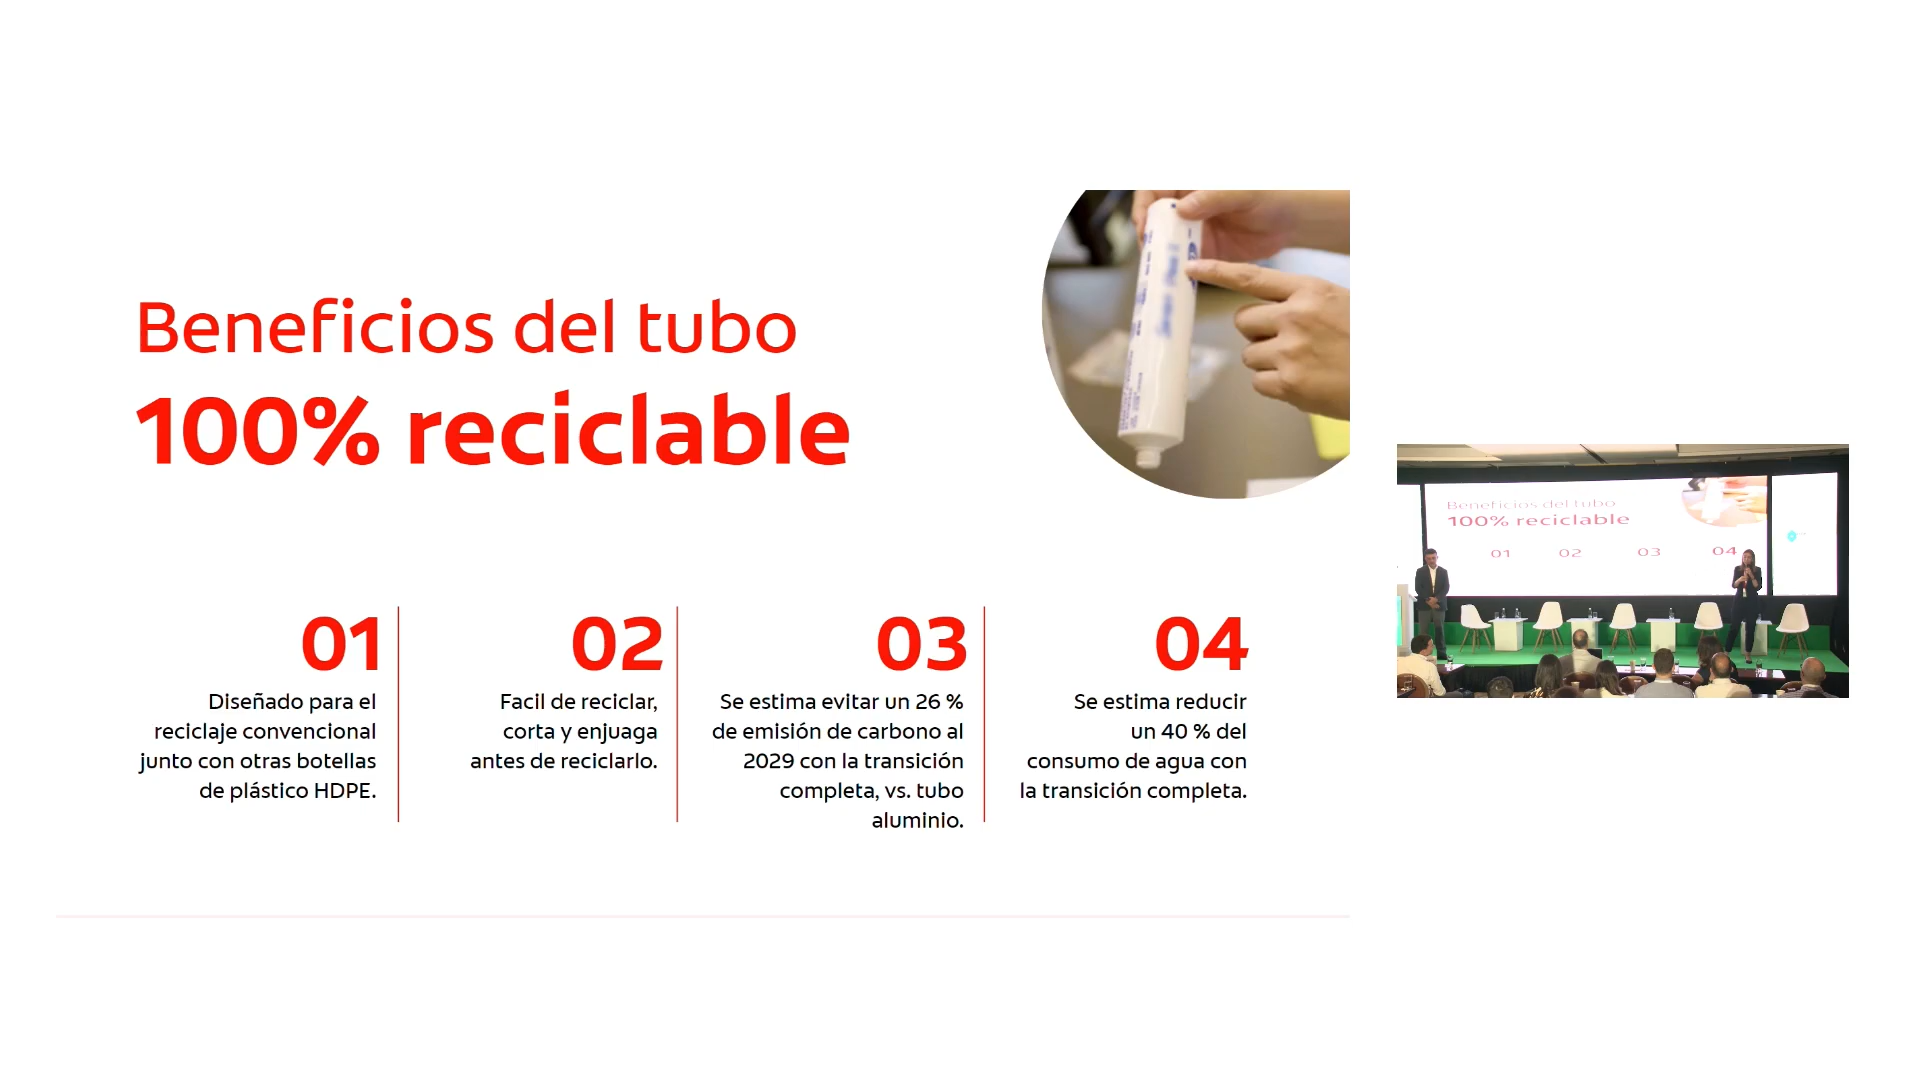 Beneficios del tubo
100% reciclable
01
Diseñado para el
reciclaje convencional
junto con otras botellas
de plástico HDPE.
02
Facil de reciclar,
corta y enjuaga
antes de reciclarlo.
03
Se estima evitar un 26 %
de emisión de carbono al
2029 con la transición
completa, vs. tubo
aluminio.
04
Se estima reducir
un 40 % del
consumo de agua con
la transición completa.
Beneficios del tubo
100% reciclable
01 02 03 04